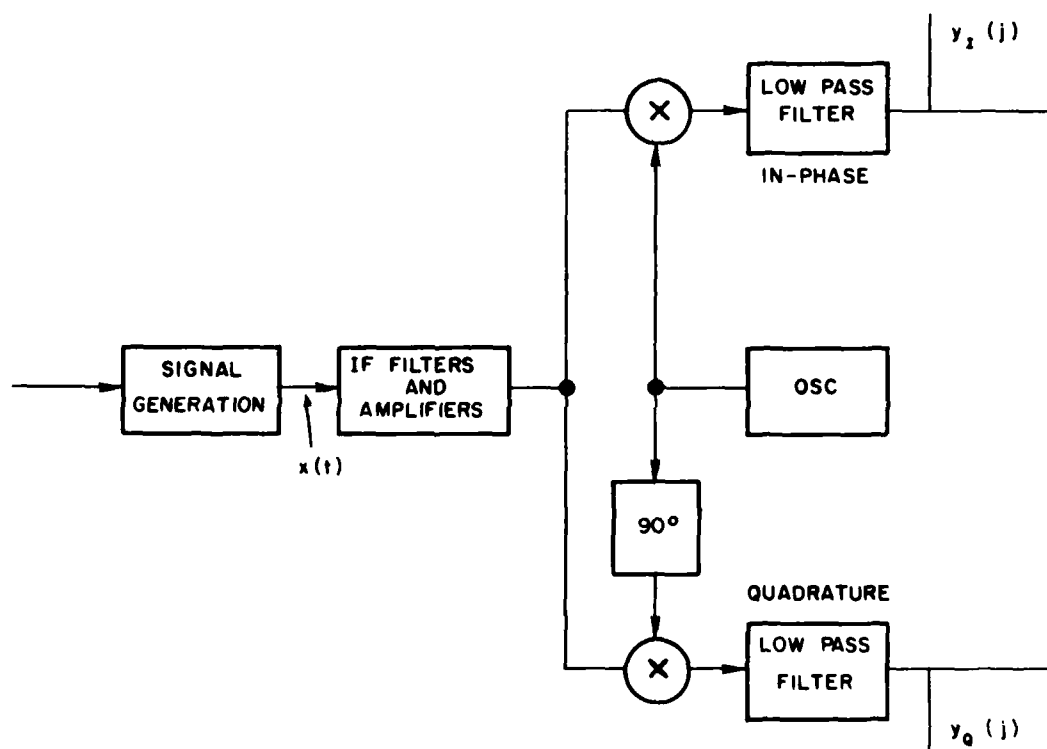 y_I (j)
LOW PASS
FILTER
IN-PHASE
SIGNAL
GENERATION
x(t)
IF FILTERS
AND
AMPLIFIERS
OSC
90°
QUADRATURE
LOW PASS
FILTER
y_Q (j)